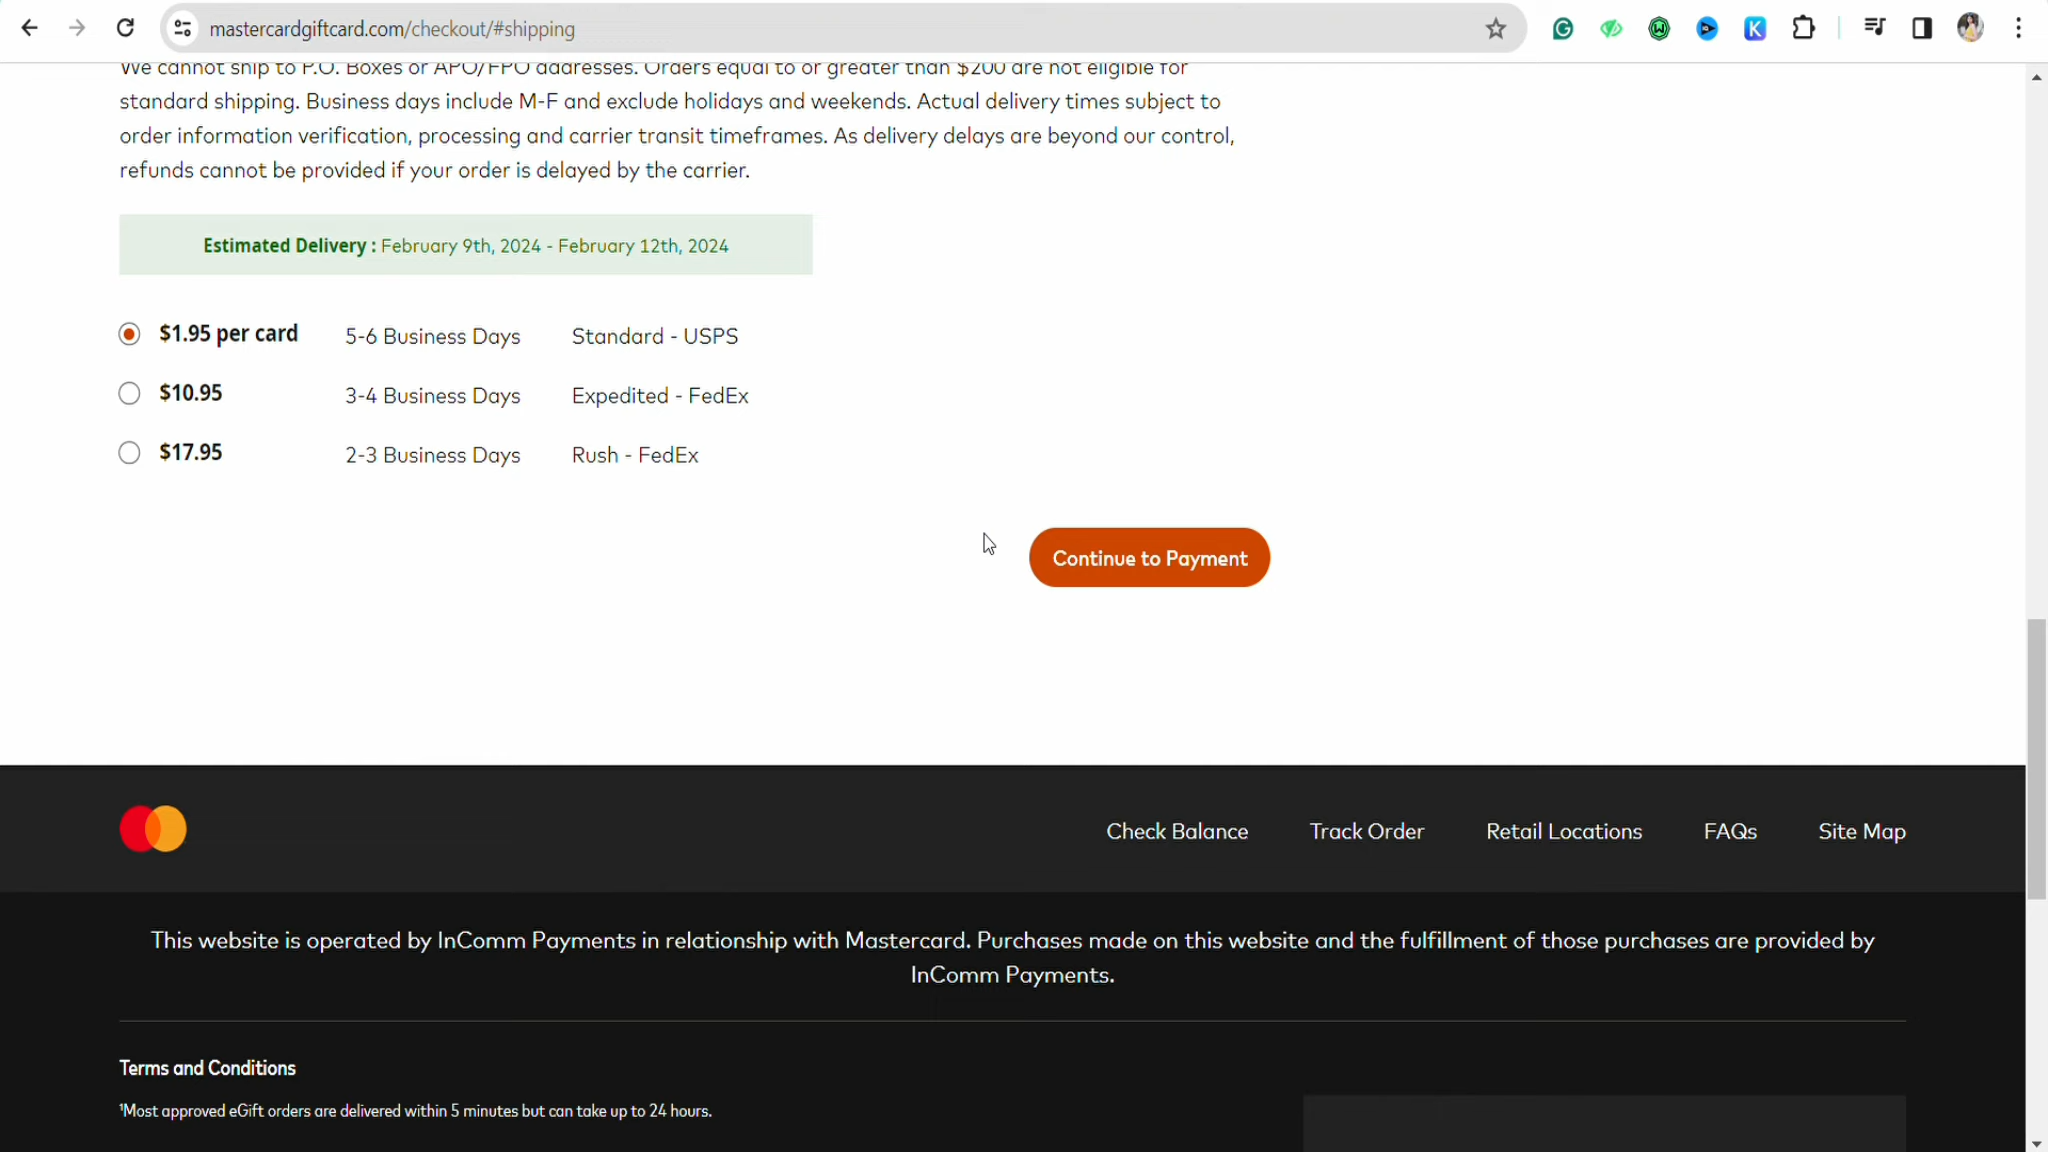 mastercardgiftcard.com/checkout/#shipping
We cannot ship to P.O. Boxes or APO/FPO addresses. Orders equal to or greater than $200 are not eligible for
standard shipping. Business days include M-F and exclude holidays and weekends. Actual delivery times subject to
order information verification, processing and carrier transit timeframes. As delivery delays are beyond our control,
refunds cannot be provided if your order is delayed by the carrier.
Estimated Delivery : February 9th, 2024 - February 12th, 2024
$1.95 per card 5-6 Business Days Standard - USPS
$10.95 3-4 Business Days Expedited - FedEx
$17.95 2-3 Business Days Rush - FedEx
Continue to Payment
Check Balance Track Order Retail Locations FAQs Site Map
This website is operated by InComm Payments in relationship with Mastercard. Purchases made on this website and the fulfillment of those purchases are provided by
InComm Payments.
Terms and Conditions
¹Most approved eGift orders are delivered within 5 minutes but can take up to 24 hours.